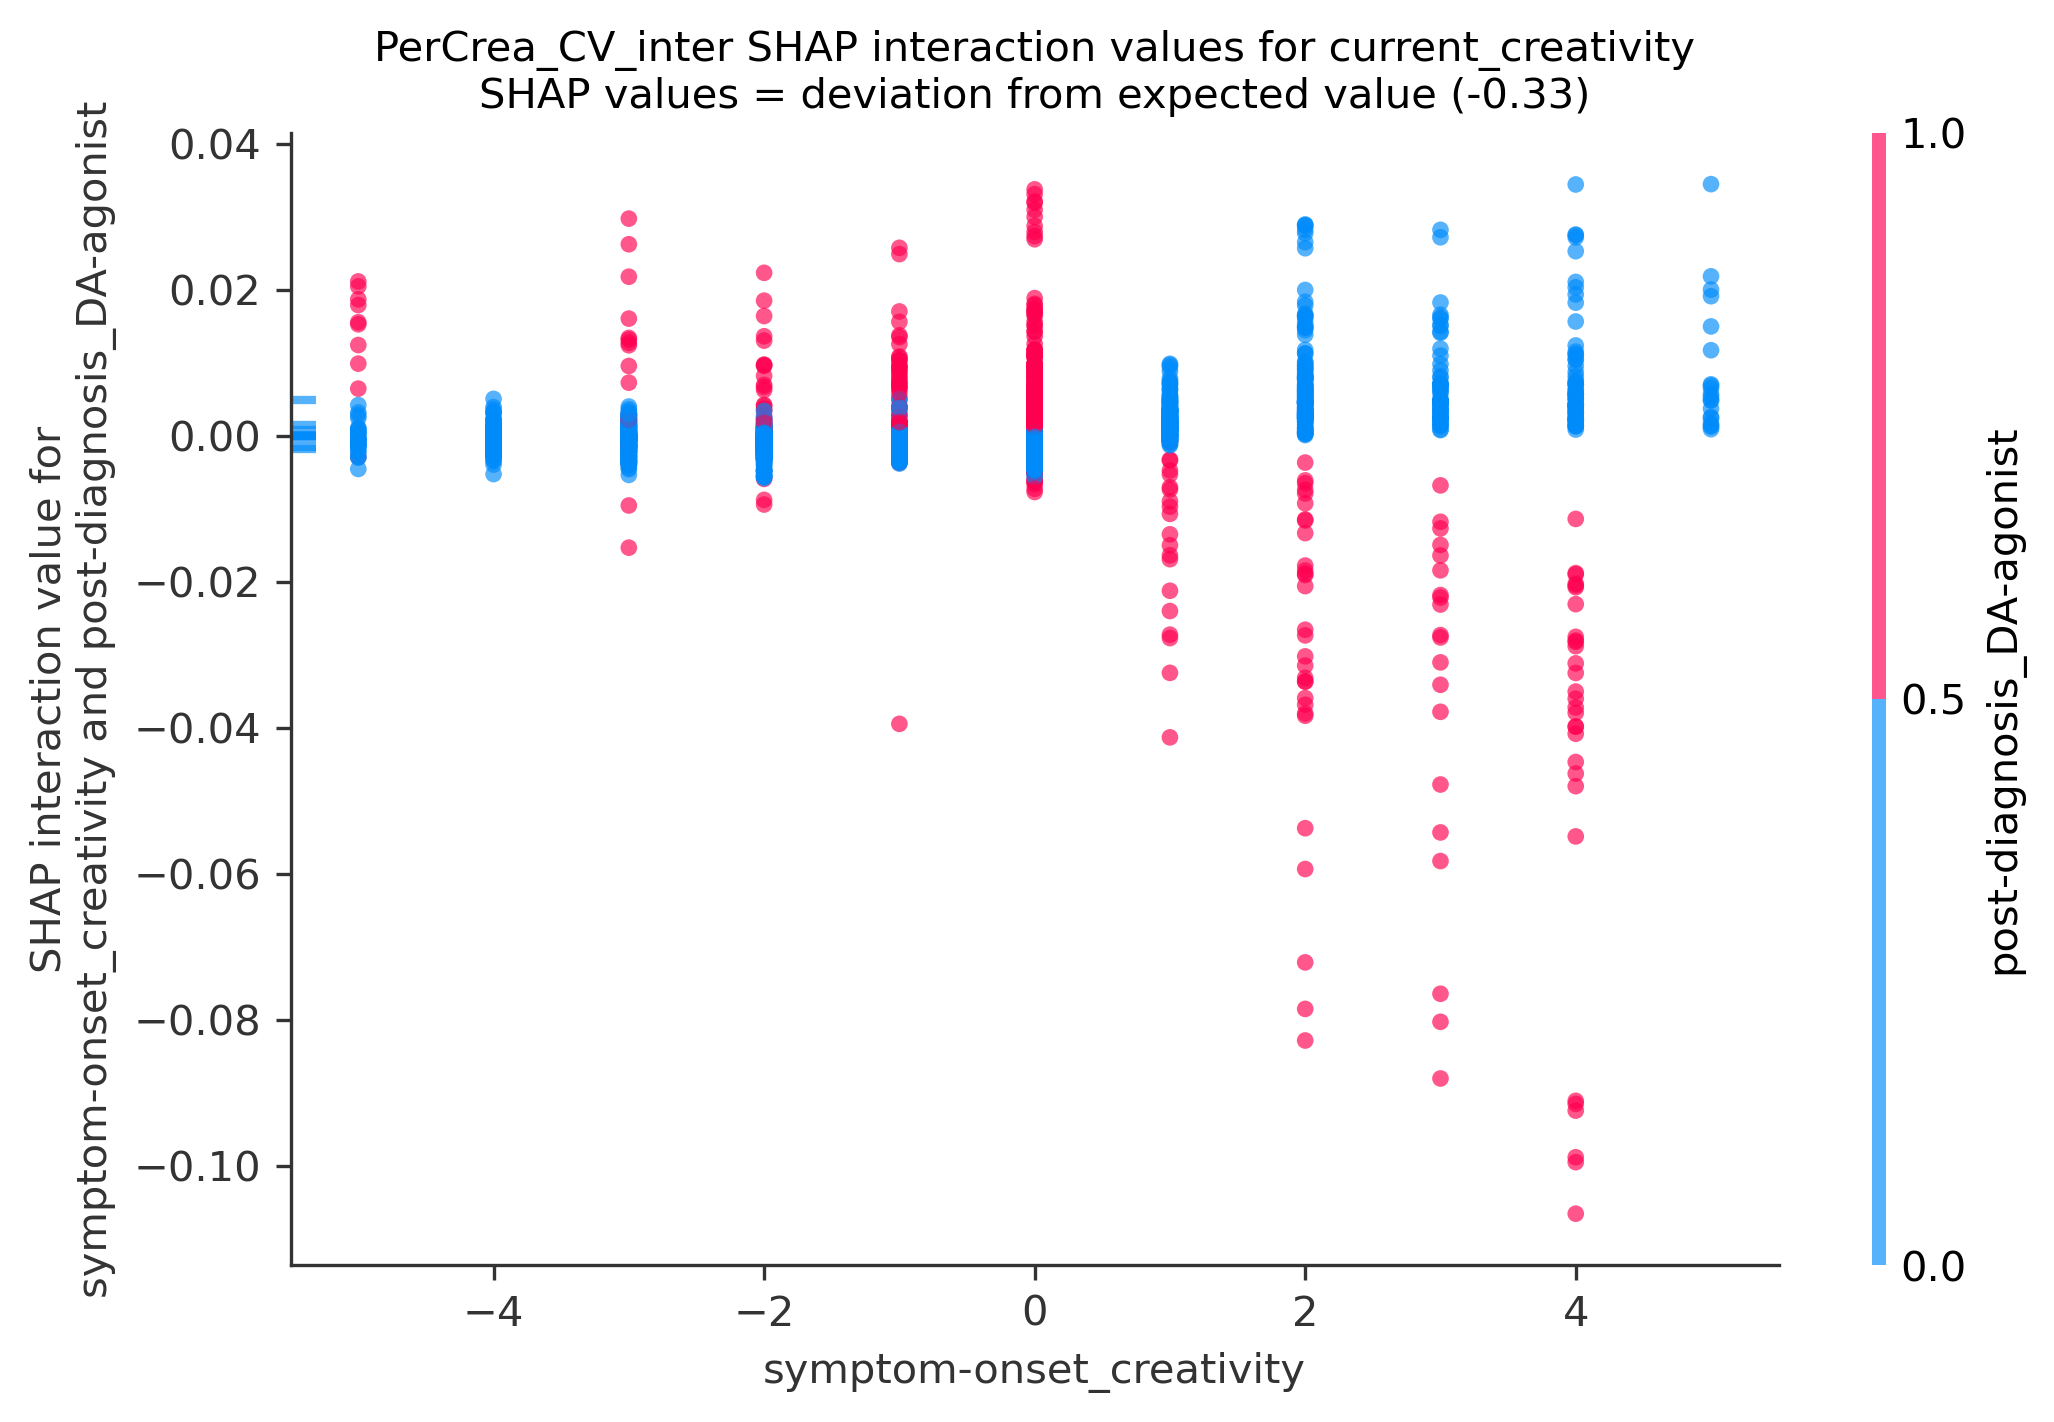 PerCrea_CV_inter SHAP interaction values for current_creativity
SHAP values = deviation from expected value (-0.33)
SHAP interaction value for
symptom-onset_creativity and post-diagnosis_DA-agonist
0.04
0.02
0.00
−0.02
−0.04
−0.06
−0.08
−0.10
−4
−2
0
2
4
symptom-onset_creativity
1.0
0.5
0.0
post-diagnosis_DA-agonist